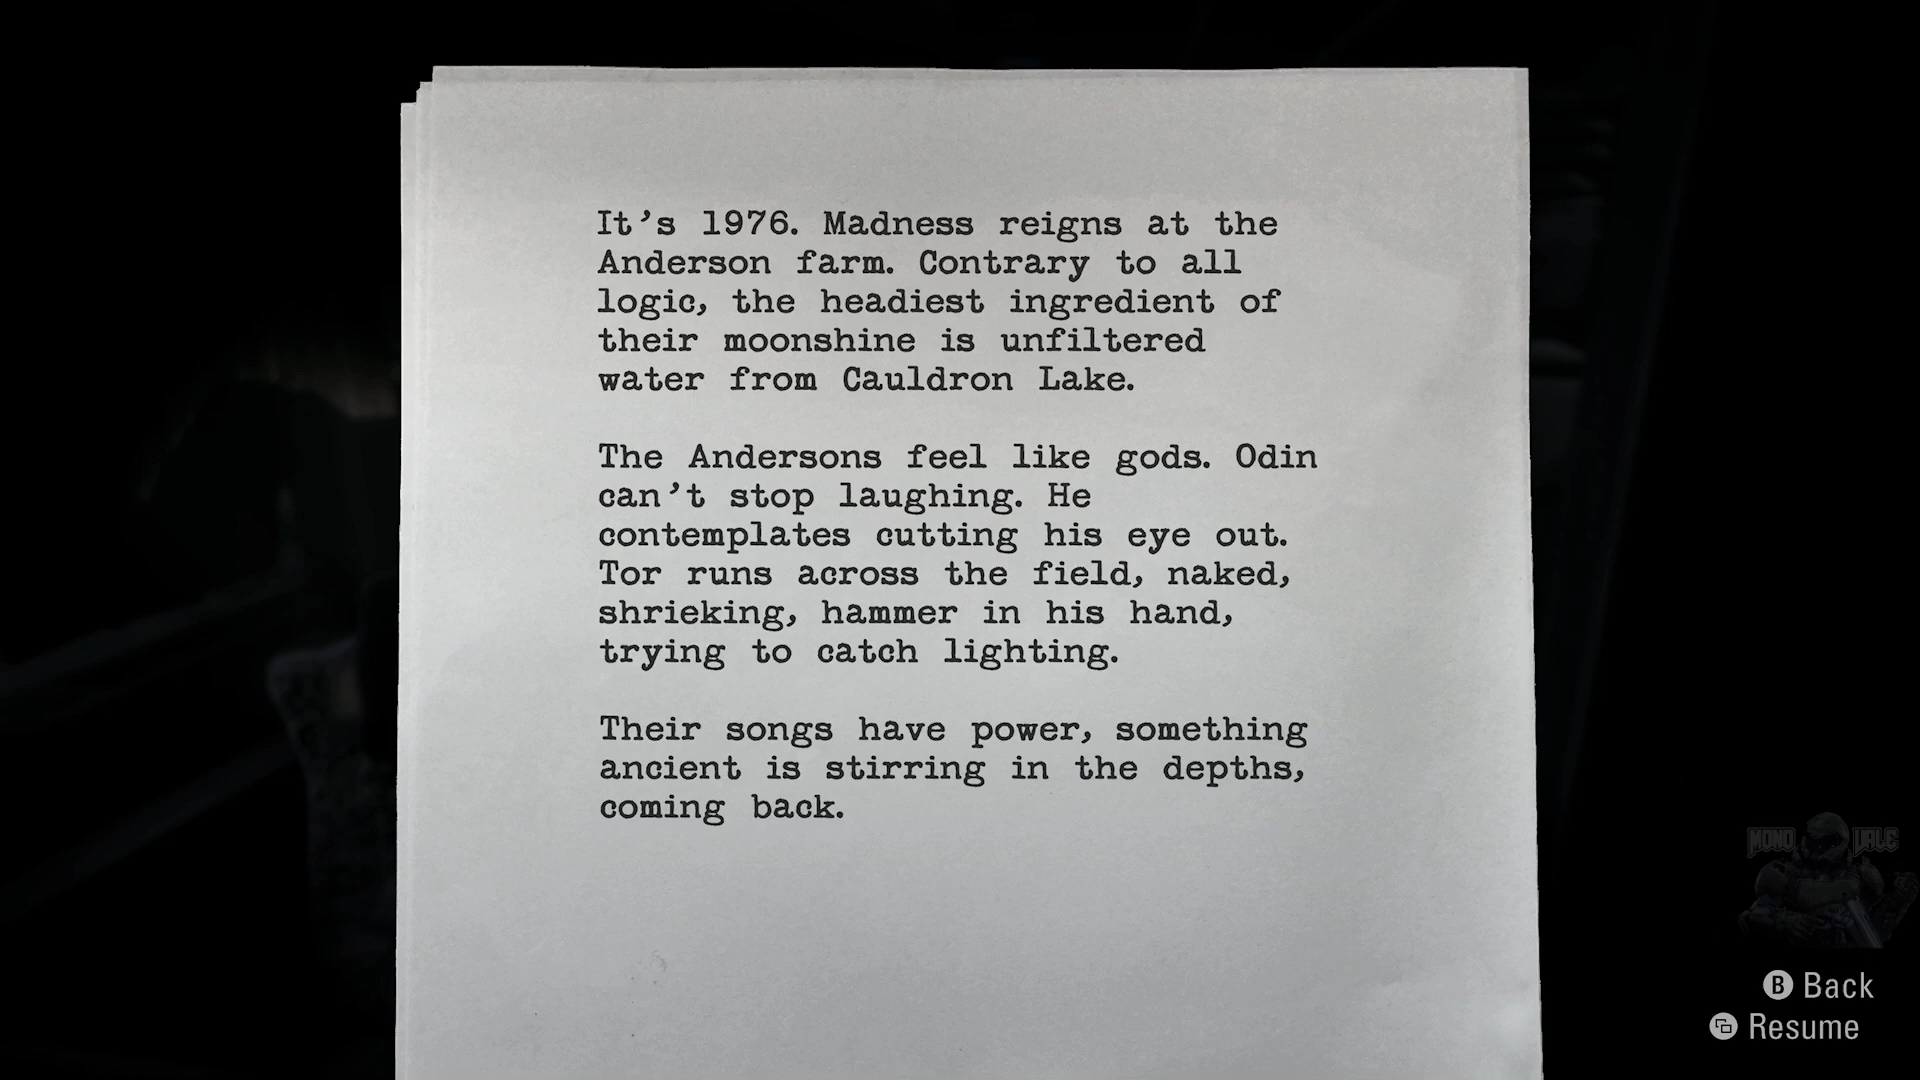 It’s 1976. Madness reigns at the
Anderson farm. Contrary to all
logic, the headiest ingredient of
their moonshine is unfiltered
water from Cauldron Lake.
The Andersons feel like gods. Odin
can’t stop laughing. He
contemplates cutting his eye out.
Tor runs across the field, naked,
shrieking, hammer in his hand,
trying to catch lighting.
Their songs have power, something
ancient is stirring in the depths,
coming back.
MONO VALE
B Back
Resume